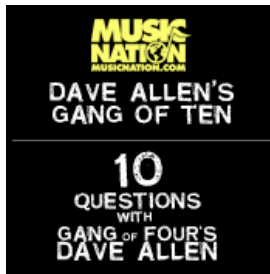 MUSIC
NATION
MUSICNATION.COM
DAVE ALLEN'S
GANG OF TEN
10
QUESTIONS
WITH
GANG OF FOUR'S
DAVE ALLEN